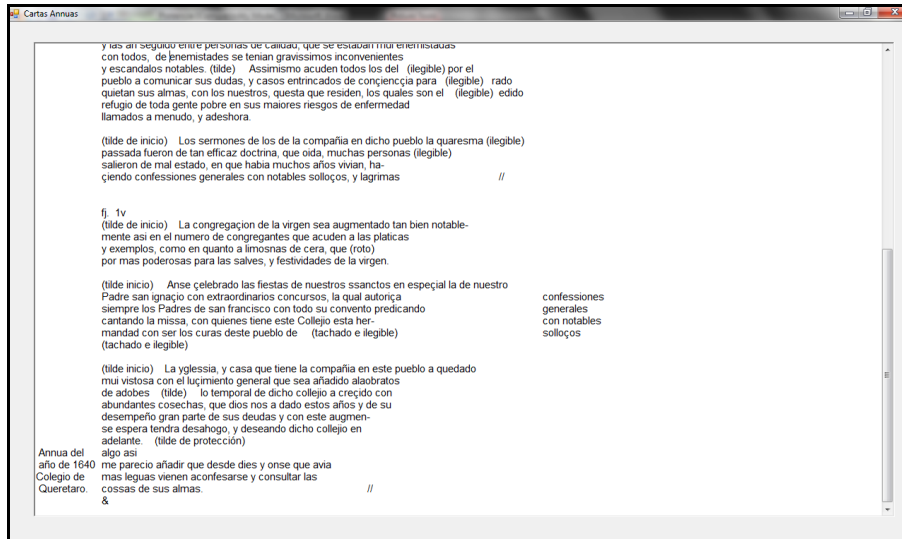 Cartas Annuas
y las an seguido entre personas de calidad, que se estaban mui enemistadas
con todos, de enemistades se tenian gravissimos inconvenientes
y escandalos notables. (tilde) Assimismo acuden todos los del (ilegible) por el
pueblo a comunicar sus dudas, y casos entrincados de conçiencçia para (ilegible) rado
quietan sus almas, con los nuestros, questa que residen, los quales son el (ilegible) edido
refugio de toda gente pobre en sus maiores riesgos de enfermedad
llamados a menudo, y adeshora.
(tilde de inicio) Los sermones de los de la compañia en dicho pueblo la quaresma (ilegible)
passada fueron de tan efficaz doctrina, que oida, muchas personas (ilegible)
salieron de mal estado, en que habia muchos años vivian, ha-
çiendo confessiones generales con notables solloços, y lagrimas //
fj. 1v
(tilde de inicio) La congregaçion de la virgen sea augmentado tan bien notable-
mente asi en el numero de congregantes que acuden a las platicas
y exemplos, como en quanto a limosnas de cera, que (roto)
por mas poderosas para las salves, y festividades de la virgen.
(tilde inicio) Anse çelebrado las fiestas de nuestros ssanctos en espeçial la de nuestro
Padre san ignaçio con extraordinarios concursos, la qual autoriça confessiones
siempre los Padres de san francisco con todo su convento predicando generales
cantando la missa, con quienes tiene este Collejio esta her- con notables
mandad con ser los curas deste pueblo de (tachado e ilegible) solloços
(tachado e ilegible)
(tilde inicio) La yglessia, y casa que tiene la compañia en este pueblo a quedado
mui vistosa con el luçimiento general que sea añadido alaobratos
de adobes (tilde) lo temporal de dicho collejio a creçido con
abundantes cosechas, que dios nos a dado estos años y de su
desempeño gran parte de sus deudas y con este augmen-
se espera tendra desahogo, y deseando dicho collejio en
adelante. (tilde de protección)
Annua del algo asi
año de 1640 me parecio añadir que desde dies y onse que avia
Colegio de mas leguas vienen aconfesarse y consultar las
Queretaro. cossas de sus almas. //
&